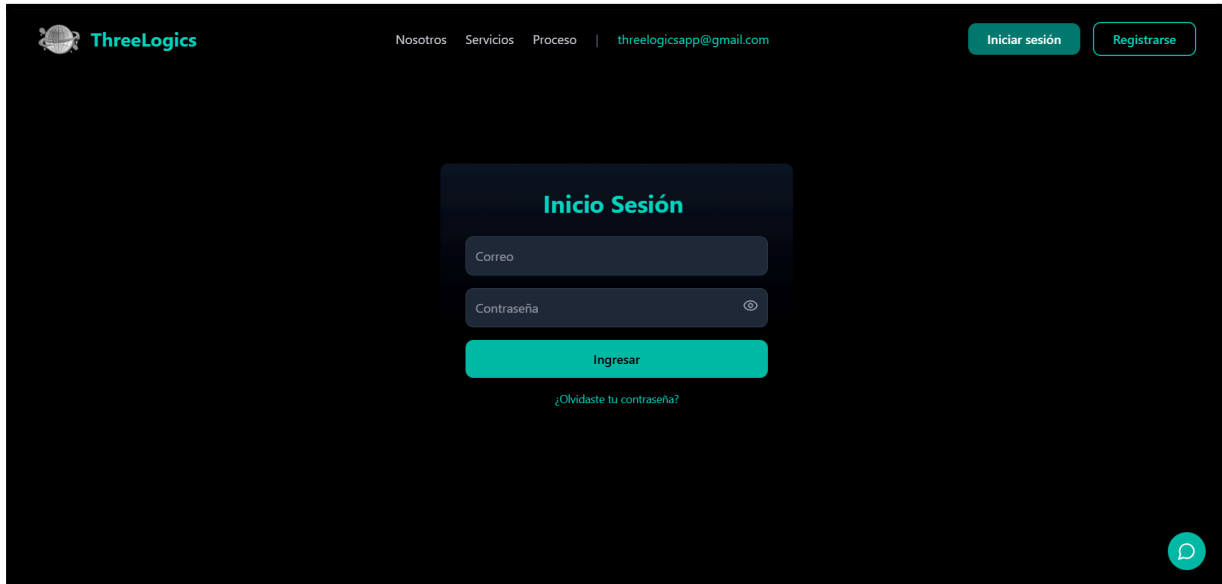 ThreeLogics
Nosotros Servicios Proceso | threelogicsapp@gmail.com
Iniciar sesión
Registrarse
Inicio Sesión
Correo
Contraseña
Ingresar
¿Olvidaste tu contraseña?